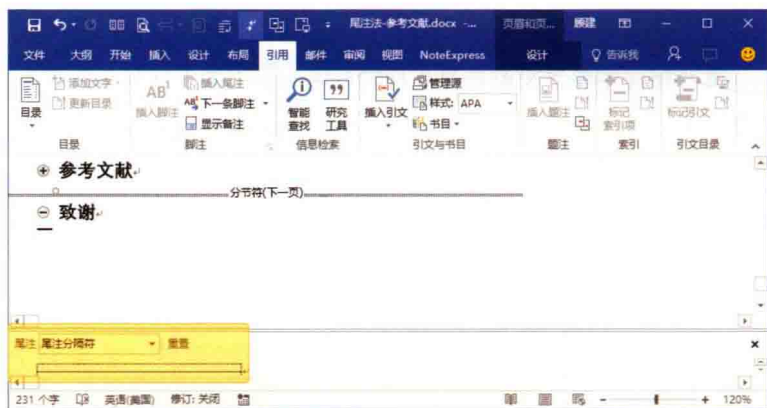 尾注法-参考文献.docx -...
页眉和页...
顾建
文件 大纲 开始 插入 设计 布局 引用 邮件 审阅 视图 NoteExpress 设计 告诉我
目录
添加文字
更新目录
目录
AB¹
插入脚注
插入尾注
下一条脚注
显示备注
脚注
智能查找
研究工具
信息检索
插入引文
管理源
样式: APA
书目
引文与书目
插入题注
题注
标记索引项
索引
标记引文
引文目录
参考文献
分节符(下一页)
致谢
尾注 尾注分隔符 重置
231 个字 英语(美国) 修订: 关闭 120%